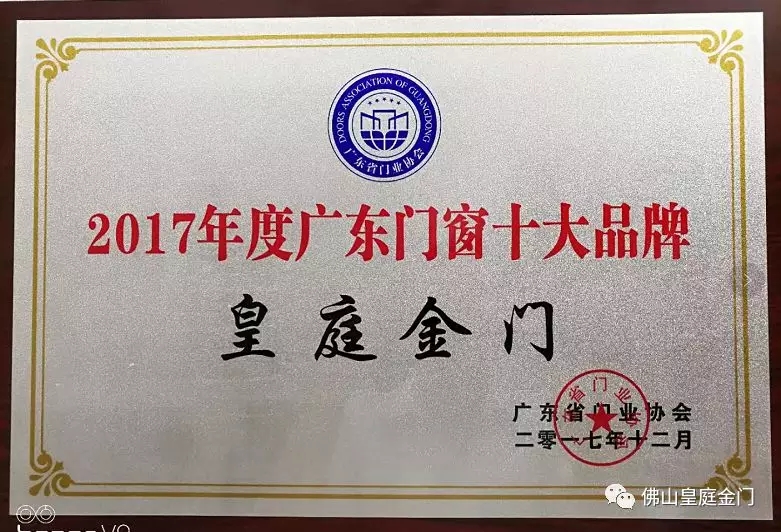 DOORS ASSOCIATION OF GUANGDONG
广东省门业协会
2017年度广东门窗十大品牌
皇庭金门
广东省门业协会
二零一七年十二月
佛山皇庭金门